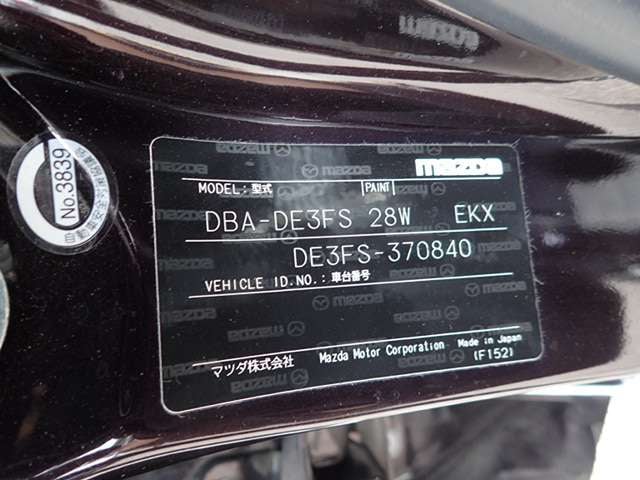 No.3839
mazda
MODEL:型式 PAINT
DBA-DE3FS 28W EKX
DE3FS-370840
VEHICLE ID.NO.:車台番号
マツダ株式会社 Mazda Motor Corporation Made in Japan
(F152)